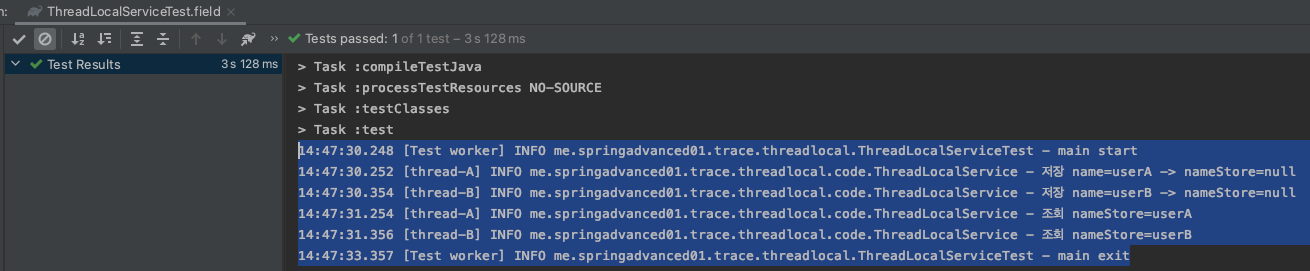 n: ThreadLocalServiceTest.field
Tests passed: 1 of 1 test – 3 s 128 ms
Test Results 3 s 128 ms
> Task :compileTestJava
> Task :processTestResources NO-SOURCE
> Task :testClasses
> Task :test
14:47:30.248 [Test worker] INFO me.springadvanced01.trace.threadlocal.ThreadLocalServiceTest - main start
14:47:30.252 [thread-A] INFO me.springadvanced01.trace.threadlocal.code.ThreadLocalService - 저장 name=userA -> nameStore=null
14:47:30.354 [thread-B] INFO me.springadvanced01.trace.threadlocal.code.ThreadLocalService - 저장 name=userB -> nameStore=null
14:47:31.254 [thread-A] INFO me.springadvanced01.trace.threadlocal.code.ThreadLocalService - 조회 nameStore=userA
14:47:31.356 [thread-B] INFO me.springadvanced01.trace.threadlocal.code.ThreadLocalService - 조회 nameStore=userB
14:47:33.357 [Test worker] INFO me.springadvanced01.trace.threadlocal.ThreadLocalServiceTest - main exit